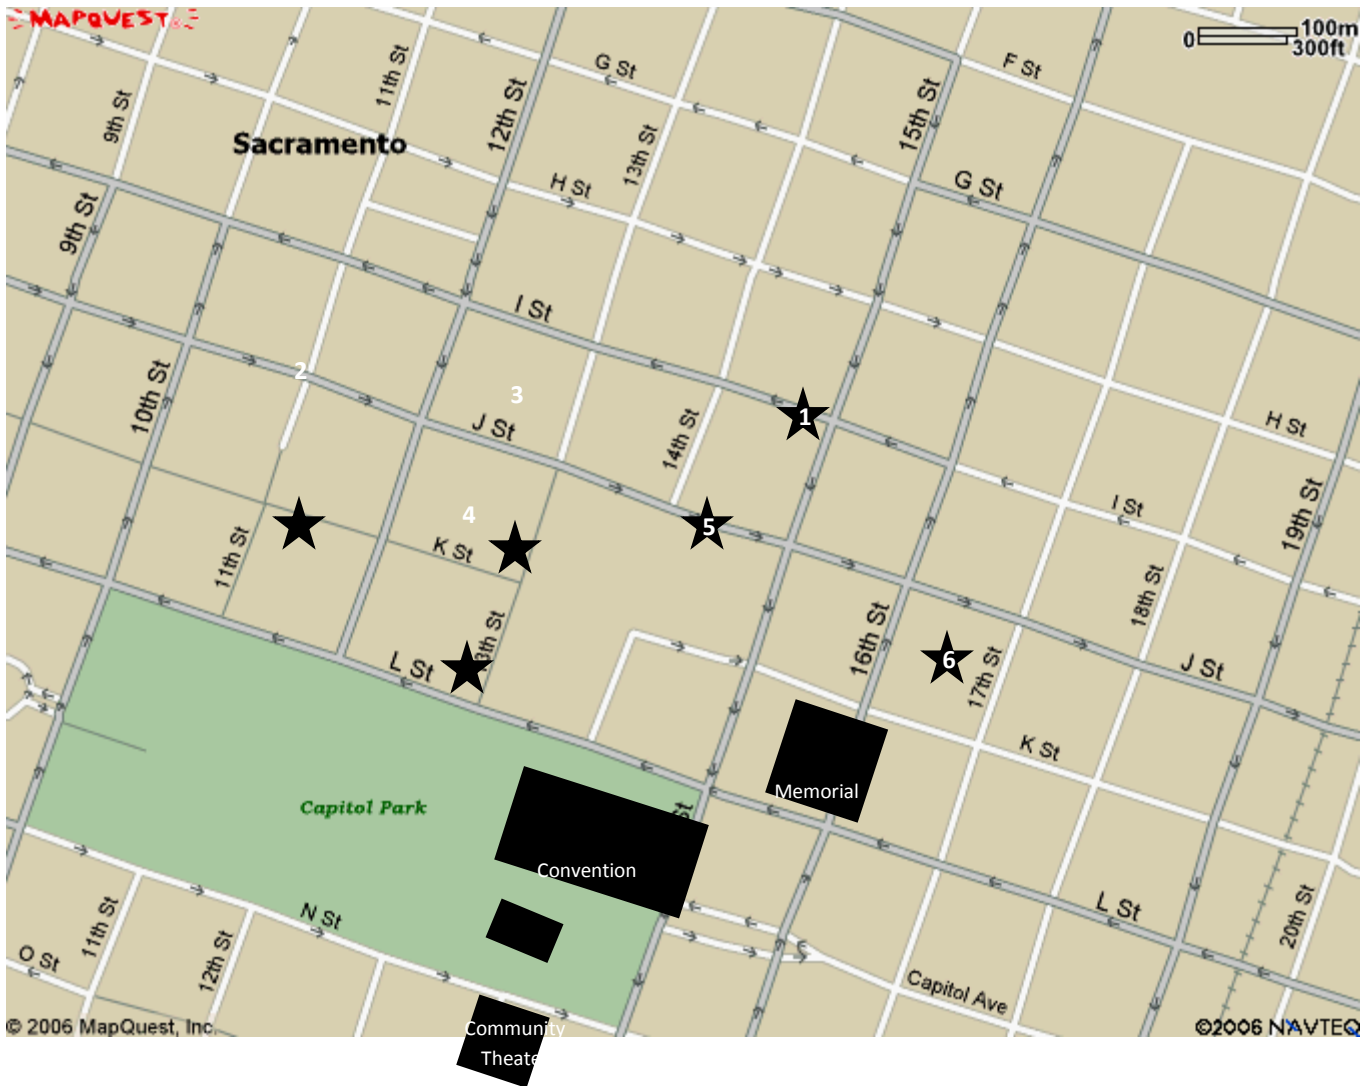 MAPQUEST
100m
0
300ft
G St
F St
11th St
12th St
15th St
9th St
13th St
Sacramento
H St
G St
9th St
I St
2
3
10th St
J St
14th St
1
H St
4
5
I St
19th St
K St
11th St
18th St
16th St
13th St
L St
6
17th St
J St
K St
Memorial
Capitol Park
St
Convention
L St
N St
11th St
12th St
20th St
O St
Capitol Ave
© 2006 MapQuest, Inc.
Community
Theate
©2006 NAVTEQ